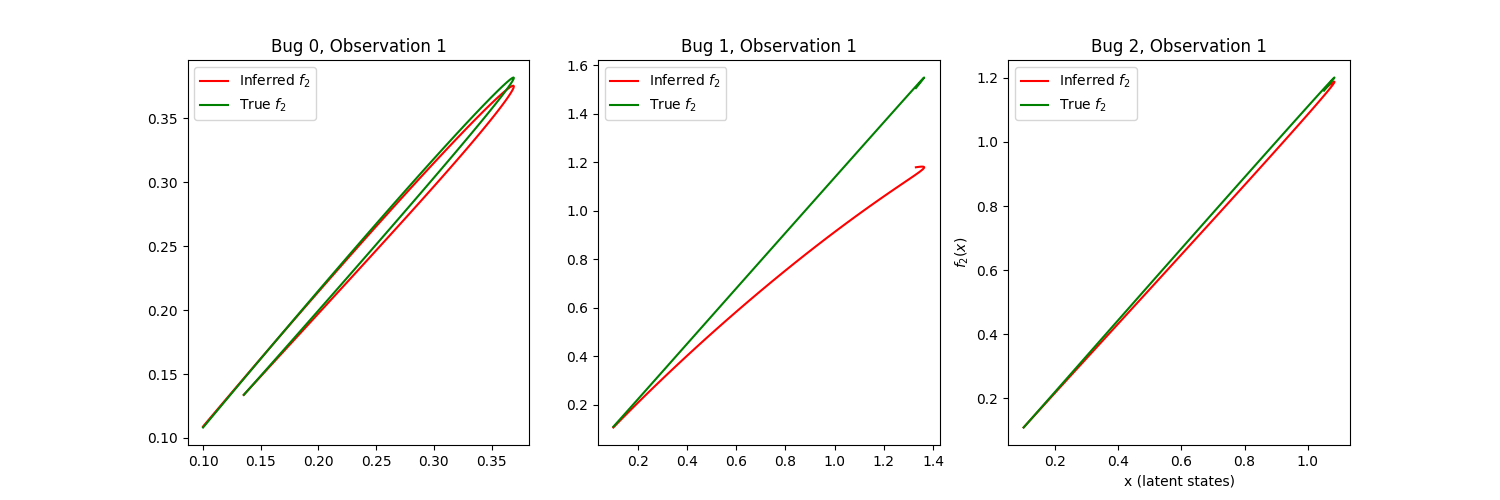 Bug 0, Observation 1
Inferred f₂
True f₂
0.35
0.30
0.25
0.20
0.15
0.10
0.10 0.15 0.20 0.25 0.30 0.35
Bug 1, Observation 1
Inferred f₂
True f₂
1.6
1.4
1.2
1.0
0.8
0.6
0.4
0.2
0.2 0.4 0.6 0.8 1.0 1.2 1.4
Bug 2, Observation 1
Inferred f₂
True f₂
f₂(x)
1.2
1.0
0.8
0.6
0.4
0.2
0.2 0.4 0.6 0.8 1.0
x (latent states)